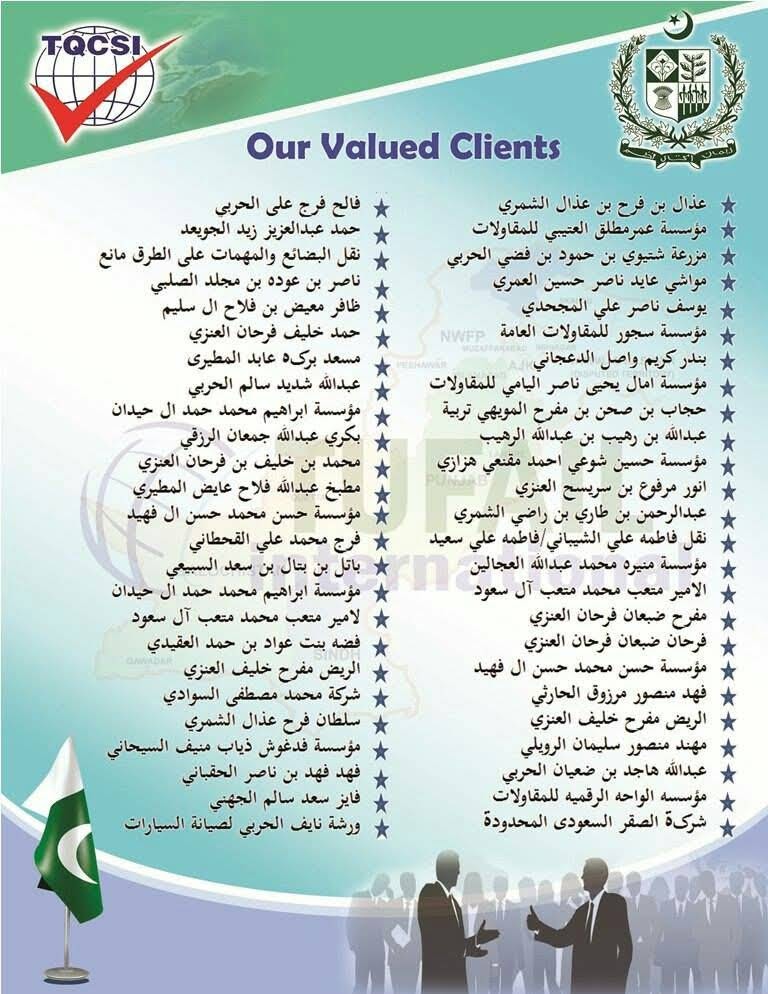 TQCSI
Our Valued Clients
عذال بن فرح بن عذال الشمري
مؤسسة عمرمطلق العتيبي للمقاولات
مزرعة شتيوي بن حمود بن فضي الحربي
مواشي عايد ناصر حسين العمري
يوسف ناصر علي المجحدي
مؤسسة سجور للمقاولات العامة
بندر كريم واصل الدعجاني
مؤسسة امال يحيى ناصر اليامي للمقاولات
حجاب بن صحن بن مفرح المويهي تربية
عبدالله بن رهيب بن عبدالله الرهيب
مؤسسة حسين شوعي احمد مقنعي هزازي
انور مرفوع بن سريسح العنزي
عبدالرحمن بن طاري بن راضي الشمري
نقل فاطمه علي الشيباني/فاطمه علي سعيد
مؤسسة منيره محمد عبدالله العجالين
الامير متعب محمد متعب آل سعود
مفرح ضبعان فرحان العنزي
فرحان ضبعان فرحان العنزي
مؤسسة حسن محمد حسن ال فهيد
فهد منصور مرزوق الحارثي
الريض مفرح خليف العنزي
مهند منصور سليمان الرويلي
عبدالله هاجد بن ضعيان الحربي
مؤسسه الواحه الرقميه للمقاولات
شركة الصقر السعودى المحدودة
فالح فرج على الحربي
حمد عبدالعزيز زيد الجويعد
نقل البضائع والمهمات على الطرق مانع
ناصر بن عوده بن مجلد الصلبي
ظافر معيض بن فلاح ال سليم
حمد خليف فرحان العنزي
مسعد بركه عابد المطيرى
عبدالله شديد سالم الحربي
مؤسسة ابراهيم محمد حمد ال حيدان
بكري عبدالله جمعان الرزقي
محمد بن خليف بن فرحان العنزي
مطبخ عبدالله فلاح عايض المطيري
مؤسسة حسن محمد حسن ال فهيد
فرج محمد علي القحطاني
باتل بن بتال بن سعد السبيعي
مؤسسة ابراهيم محمد حمد ال حيدان
لامير متعب محمد متعب آل سعود
فضه بنت عواد بن حمد العقيدي
الريض مفرح خليف العنزي
شركة محمد مصطفى السوادي
سلطان فرح عذال الشمري
مؤسسة فدغوش ذياب منيف السيحاني
فهد فهد بن ناصر الحقباني
فايز سعد سالم الجهني
ورشة نايف الحربي لصيانة السيارات
NWFP
PESHAWAR
AJK
PUNJAB
TUFAIL
international
SINDH
GAWADAR